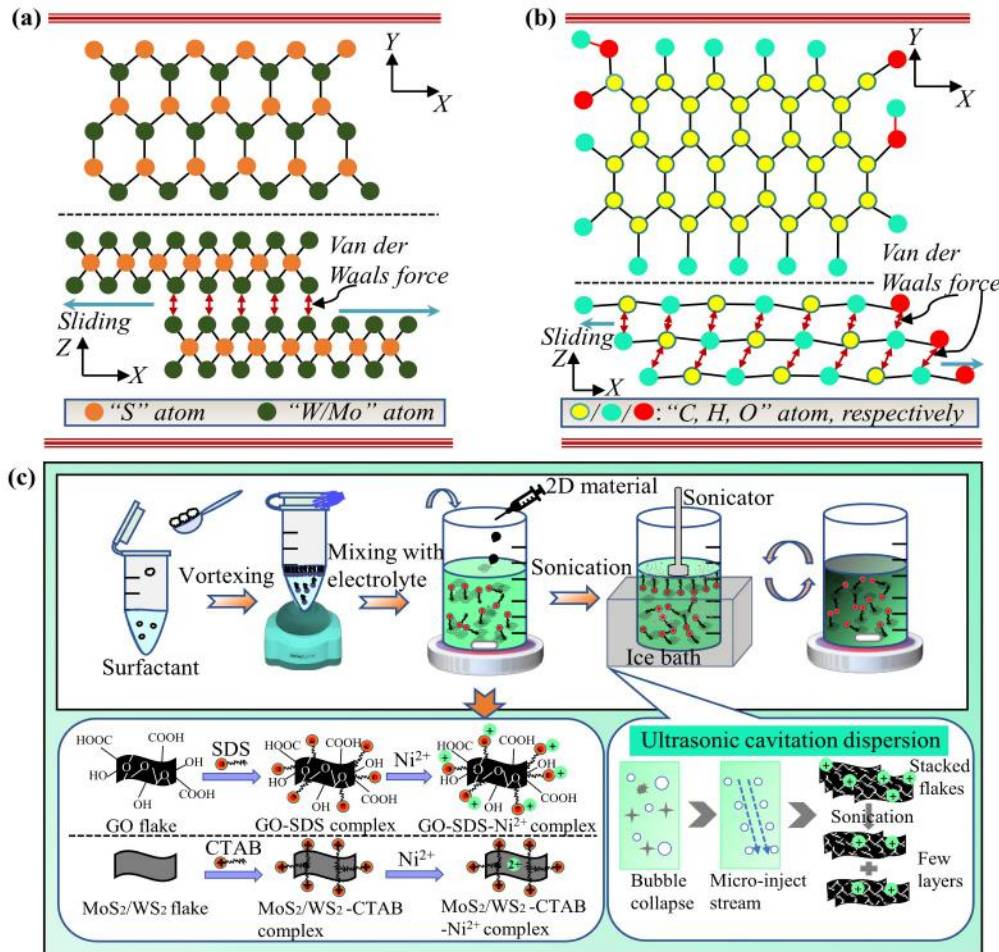 (a)
Y
X
Van der
Waals force
Sliding
Z
X
"S" atom
"W/Mo" atom
(b)
Y
X
Van der
Waals force
Sliding
Z
X
/ / : "C, H, O" atom, respectively
(c)
2D material
Sonicator
Vortexing
Mixing with
electrolyte
Sonication
Surfactant
Ice bath
HOOC
COOH
HO
OH
O
O
O
OH
COOH
SDS
HOOC
COOH
HO
OH
O
O
O
OH
COOH
Ni²⁺
HOOC
COOH
HO
OH
O
O
O
OH
COOH
+
+
+
+
+
+
GO flake
GO-SDS complex
GO-SDS-Ni²⁺ complex
CTAB
Ni²⁺
2+
MoS₂/WS₂ flake
MoS₂/WS₂ -CTAB
complex
MoS₂/WS₂ -CTAB
-Ni²⁺ complex
Ultrasonic cavitation dispersion
Stacked
flakes
Sonication
Few
layers
Bubble
collapse
Micro-inject
stream